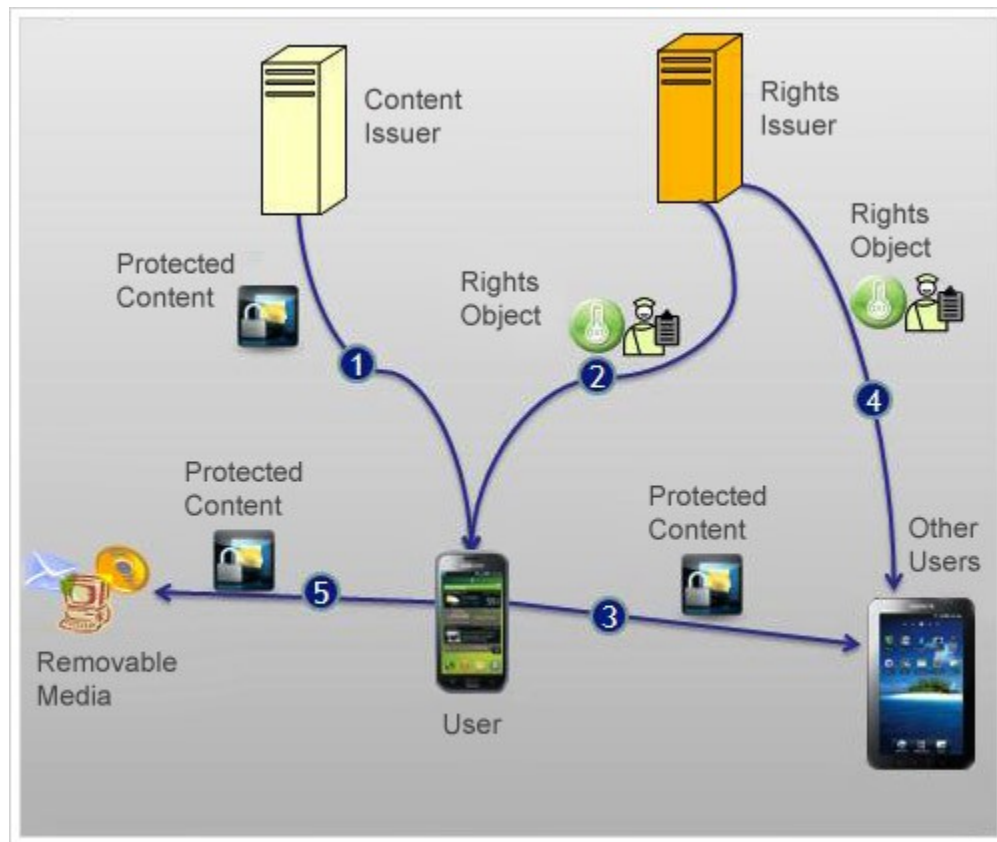 Content
Issuer
Rights
Issuer
Protected
Content
Rights
Object
Rights
Object
1
2
4
Protected
Content
Protected
Content
Other
Users
5
3
Removable
Media
User